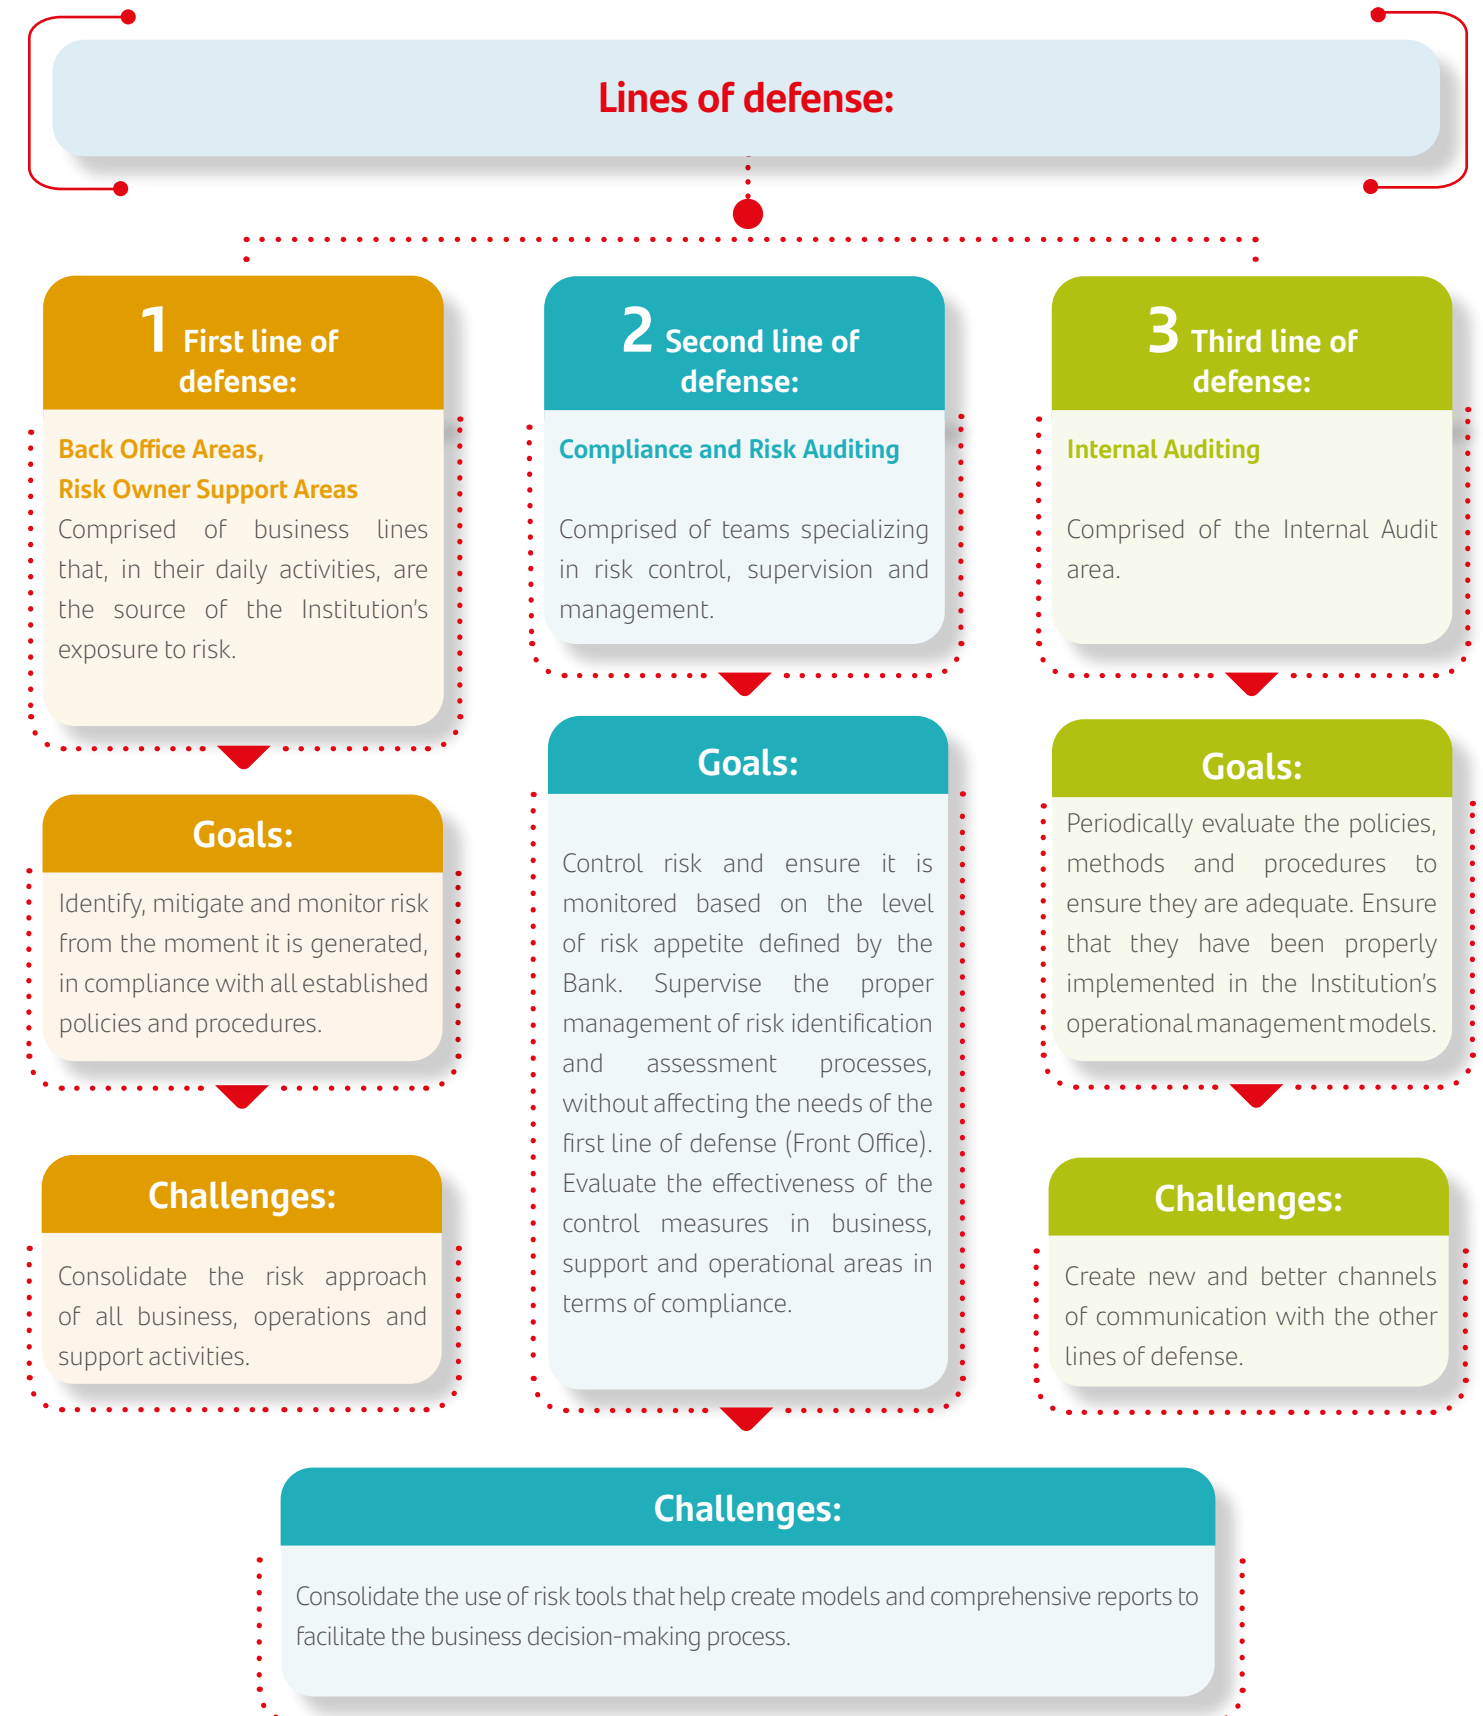 Lines of defense:
1 First line of
defense:
Back Office Areas,
Risk Owner Support Areas
Comprised of business lines
that, in their daily activities, are
the source of the Institution's
exposure to risk.
Goals:
Identify, mitigate and monitor risk
from the moment it is generated,
in compliance with all established
policies and procedures.
Challenges:
Consolidate the risk approach
of all business, operations and
support activities.
2 Second line of
defense:
Compliance and Risk Auditing
Comprised of teams specializing
in risk control, supervision and
management.
Goals:
Control risk and ensure it is
monitored based on the level
of risk appetite defined by the
Bank. Supervise the proper
management of risk identification
and assessment processes,
without affecting the needs of the
first line of defense (Front Office).
Evaluate the effectiveness of the
control measures in business,
support and operational areas in
terms of compliance.
Challenges:
Consolidate the use of risk tools that help create models and comprehensive reports to
facilitate the business decision-making process.
3 Third line of
defense:
Internal Auditing
Comprised of the Internal Audit
area.
Goals:
Periodically evaluate the policies,
methods and procedures to
ensure they are adequate. Ensure
that they have been properly
implemented in the Institution's
operational management models.
Challenges:
Create new and better channels
of communication with the other
lines of defense.